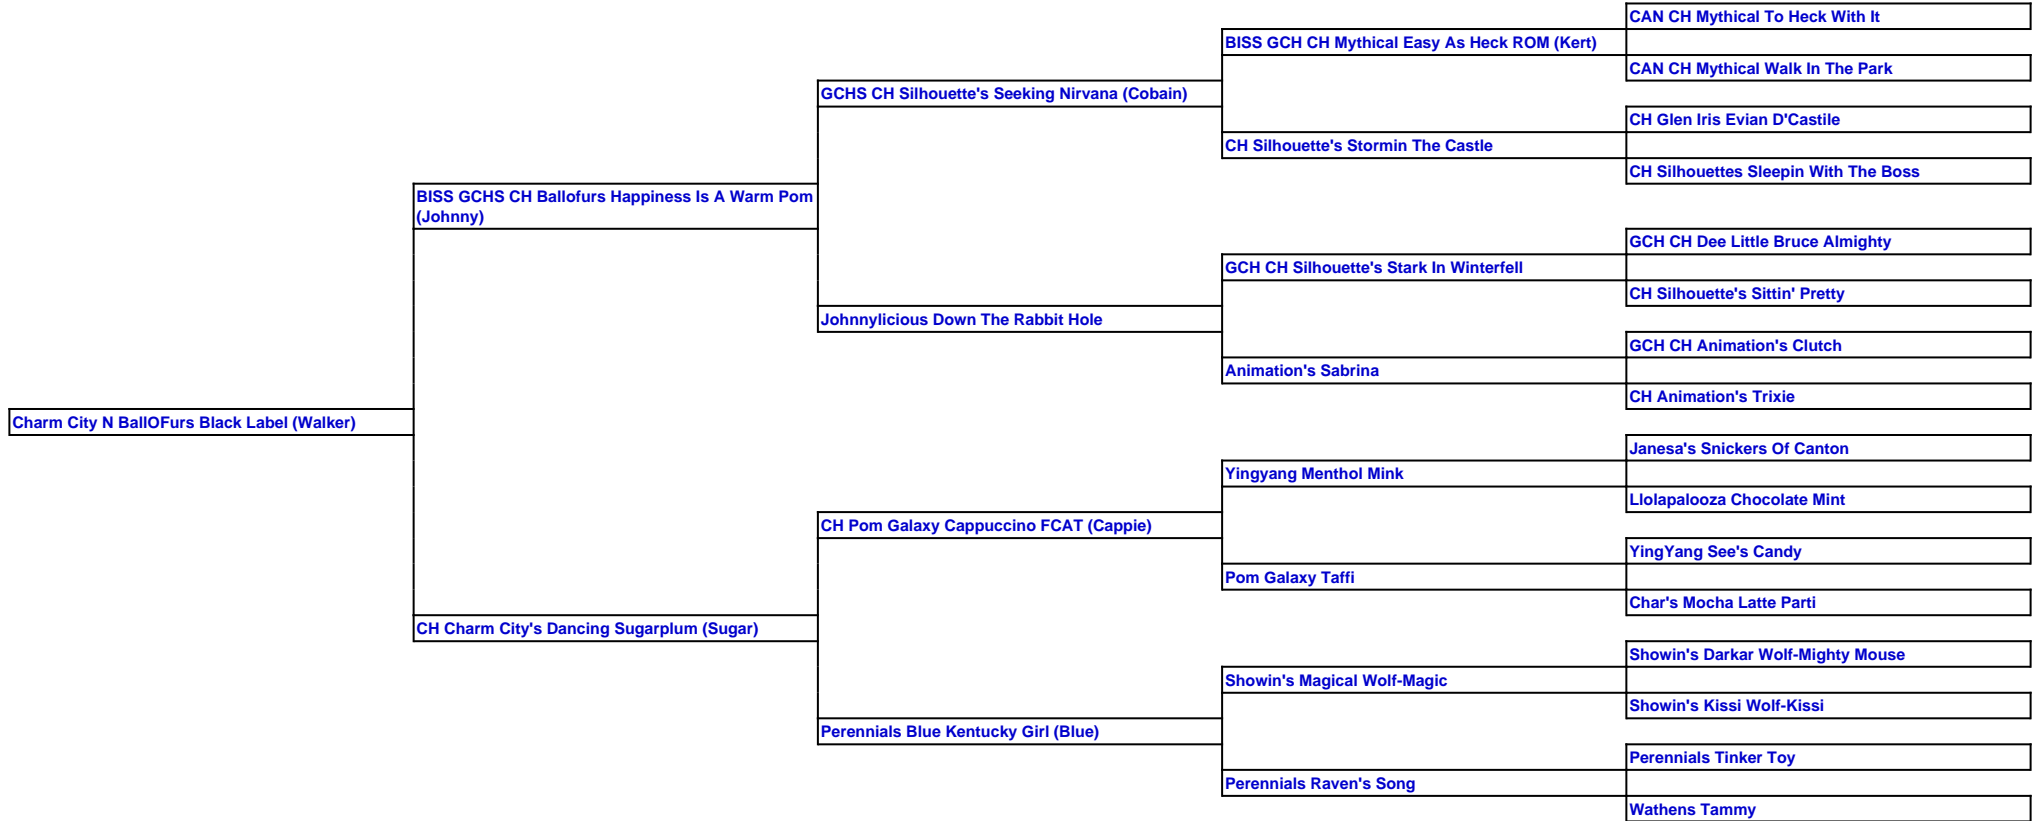 CAN CH Mythical To Heck With It
BISS GCH CH Mythical Easy As Heck ROM (Kert)
CAN CH Mythical Walk In The Park
GCHS CH Silhouette's Seeking Nirvana (Cobain)
CH Glen Iris Evian D'Castile
CH Silhouette's Stormin The Castle
CH Silhouettes Sleepin With The Boss
BISS GCHS CH Ballofurs Happiness Is A Warm Pom
(Johnny)
GCH CH Dee Little Bruce Almighty
GCH CH Silhouette's Stark In Winterfell
CH Silhouette's Sittin' Pretty
Johnnylicious Down The Rabbit Hole
GCH CH Animation's Clutch
Animation's Sabrina
CH Animation's Trixie
Charm City N BallOFurs Black Label (Walker)
Janesa's Snickers Of Canton
Yingyang Menthol Mink
Llolapalooza Chocolate Mint
CH Pom Galaxy Cappuccino FCAT (Cappie)
YingYang See's Candy
Pom Galaxy Taffi
Char's Mocha Latte Parti
CH Charm City's Dancing Sugarplum (Sugar)
Showin's Darkar Wolf-Mighty Mouse
Showin's Magical Wolf-Magic
Showin's Kissi Wolf-Kissi
Perennials Blue Kentucky Girl (Blue)
Perennials Tinker Toy
Perennials Raven's Song
Wathens Tammy